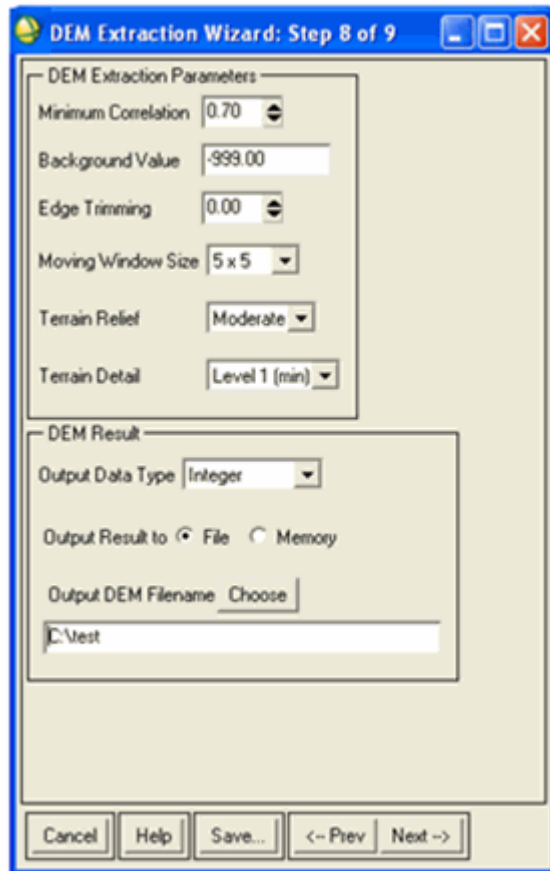 DEM Extraction Wizard: Step 8 of 9
DEM Extraction Parameters
Minimum Correlation 0.70
Background Value -999.00
Edge Trimming 0.00
Moving Window Size 5 x 5
Terrain Relief Moderate
Terrain Detail Level 1 (min)
DEM Result
Output Data Type Integer
Output Result to File Memory
Output DEM Filename Choose
C:\test
Cancel Help Save... <-- Prev Next -->